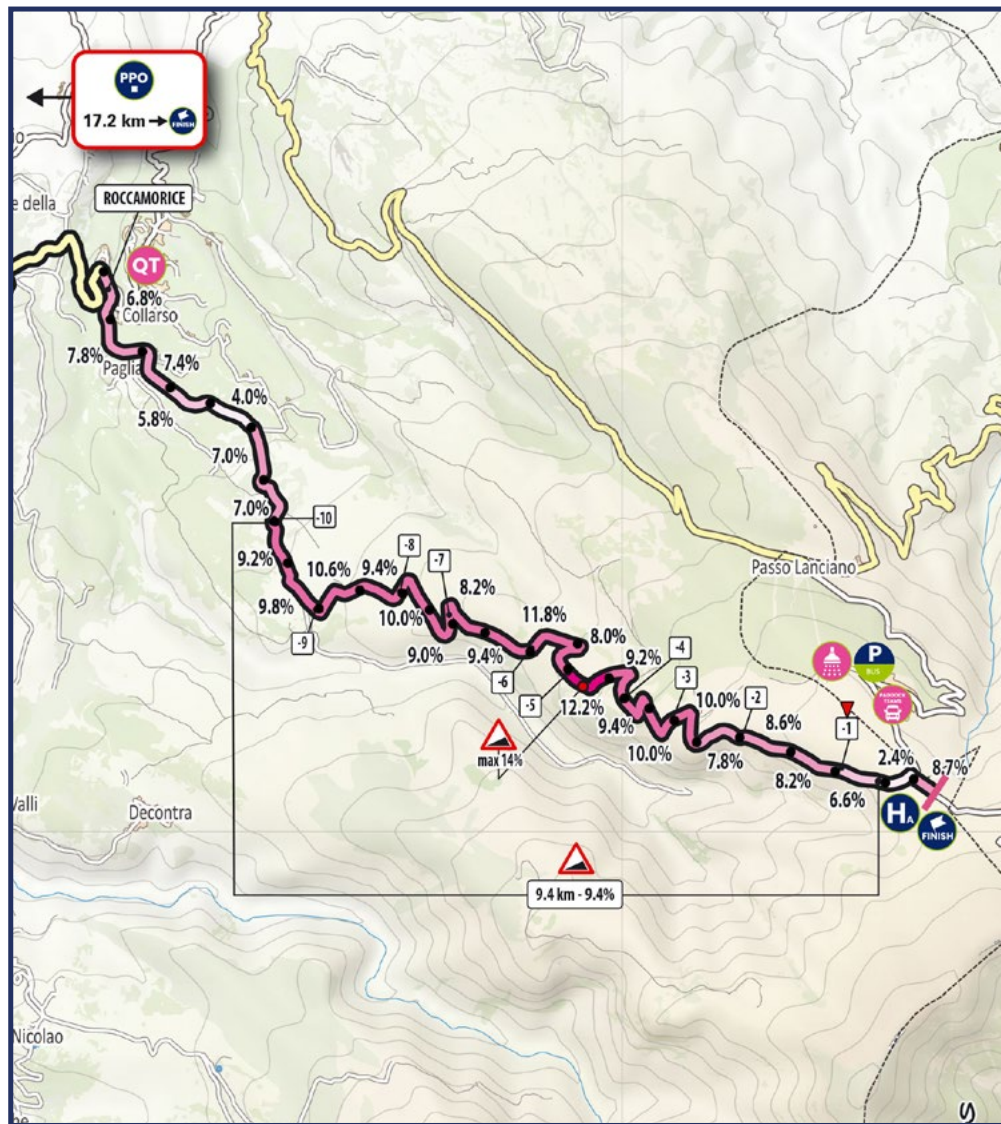 PPO
17.2 km → FINISH
ROCCAMORICE
e della
QT
6.8%
Collarso
7.8%
7.4%
Paglia
5.8%
4.0%
7.0%
7.0%
-10
9.2%
10.6%
9.4%
-8
-7
8.2%
9.8%
-9
10.0%
9.0%
9.4%
11.8%
8.0%
-6
-5
12.2%
9.2%
-4
9.4%
-3
10.0%
10.0%
-2
7.8%
8.6%
8.2%
-1
6.6%
2.4%
8.7%
Passo Lanciano
P
BUS
PADDOCK
TEAMS
max 14%
HA
FINISH
Valli
Decontra
9.4 km - 9.4%
Nicolao
S